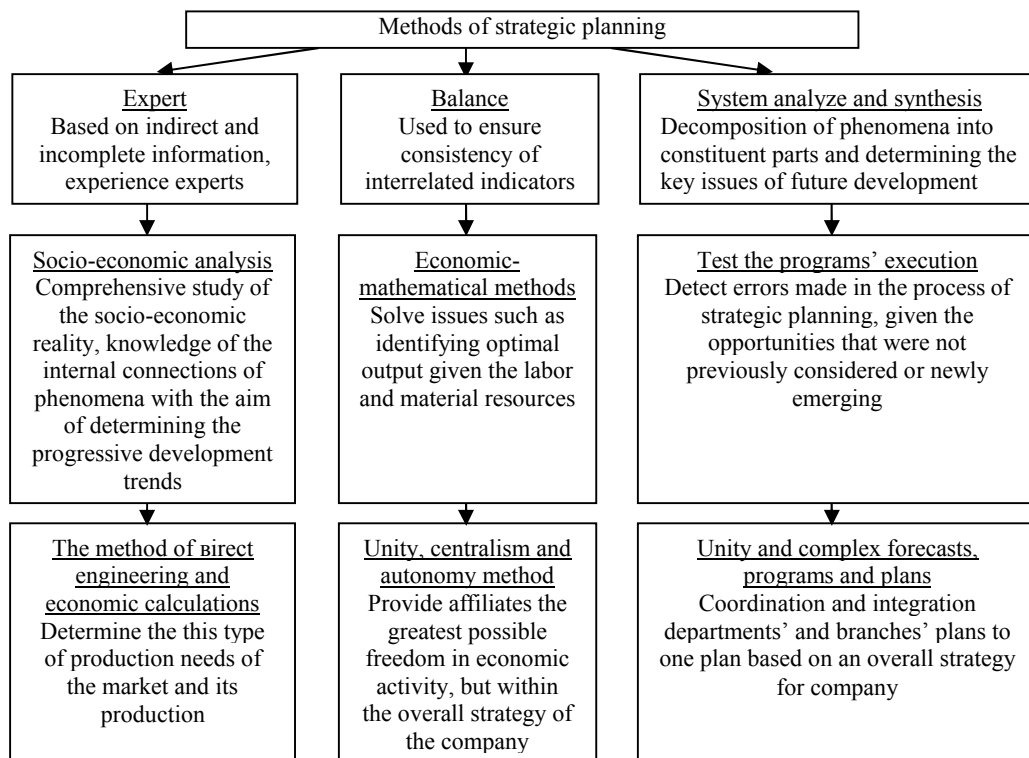 Methods of strategic planning
Expert
Based on indirect and
incomplete information,
experience experts
Balance
Used to ensure
consistency of
interrelated indicators
System analyze and synthesis
Decomposition of phenomena into
constituent parts and determining the
key issues of future development
Socio-economic analysis
Comprehensive study of
the socio-economic
reality, knowledge of the
internal connections of
phenomena with the aim
of determining the
progressive development
trends
Economic-
mathematical methods
Solve issues such as
identifying optimal
output given the labor
and material resources
Test the programs’ execution
Detect errors made in the process of
strategic planning, given the
opportunities that were not
previously considered or newly
emerging
The method of вirect
engineering and
economic calculations
Determine the this type
of production needs of
the market and its
production
Unity, centralism and
autonomy method
Provide affiliates the
greatest possible
freedom in economic
activity, but within
the overall strategy of
the company
Unity and complex forecasts,
programs and plans
Coordination and integration
departments’ and branches’ plans to
one plan based on an overall strategy
for company